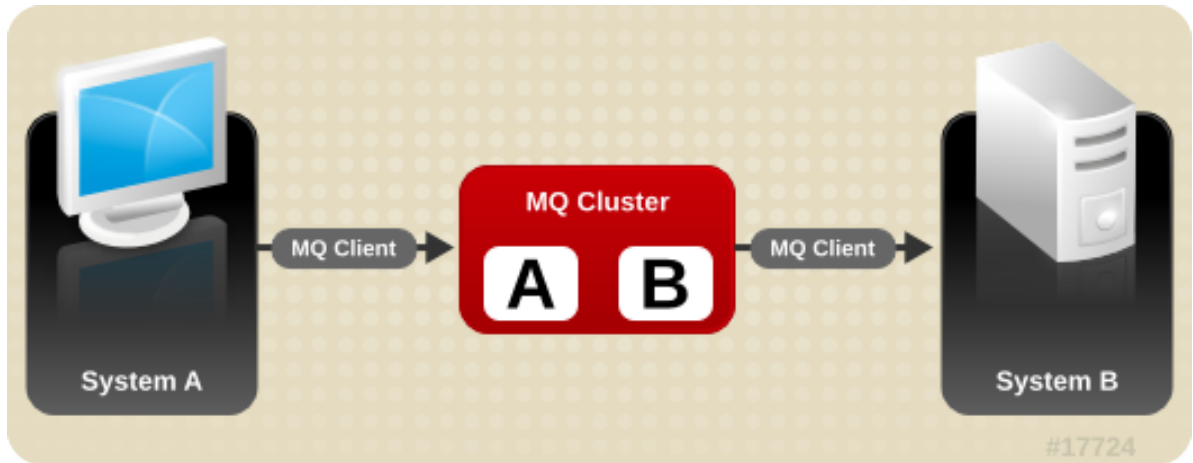 MQ Cluster
MQ Client
A B
MQ Client
System A
System B
#17724